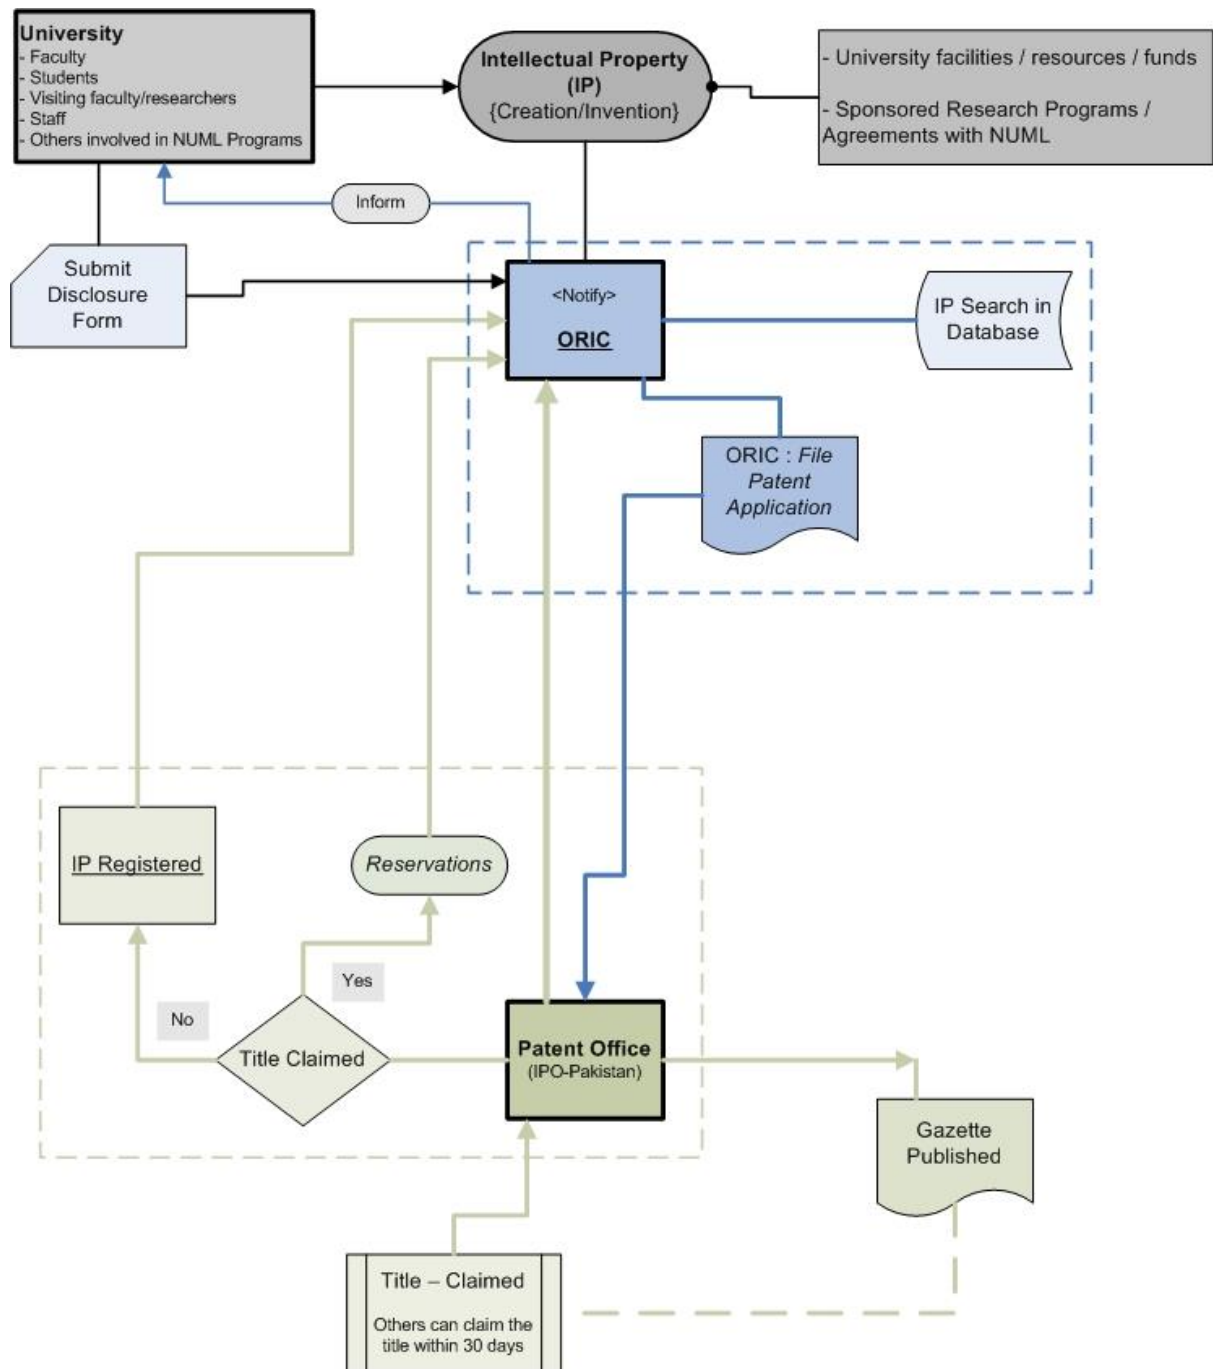 University
- Faculty
- Students
- Visiting faculty/researchers
- Staff
- Others involved in NUML Programs
Intellectual Property
(IP)
{Creation/Invention}
- University facilities / resources / funds
- Sponsored Research Programs /
Agreements with NUML
Inform
Submit
Disclosure
Form
<Notify>
ORIC
IP Search in
Database
ORIC : File
Patent
Application
IP Registered
Reservations
Yes
No
Title Claimed
Patent Office
(IPO-Pakistan)
Gazette
Published
Title – Claimed
Others can claim the
title within 30 days